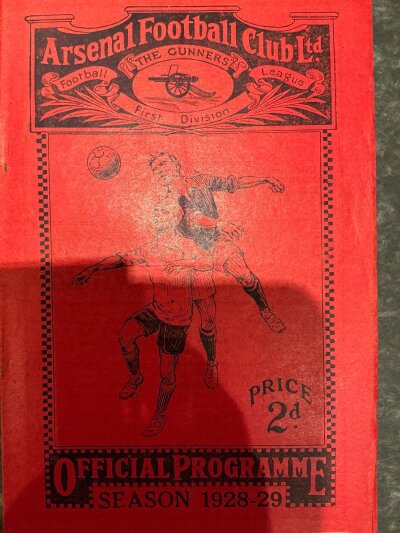 Arsenal Football Club Ltd.
THE GUNNERS
Football League
First Division
PRICE
2d.
OFFICIAL PROGRAMME
SEASON 1928-29